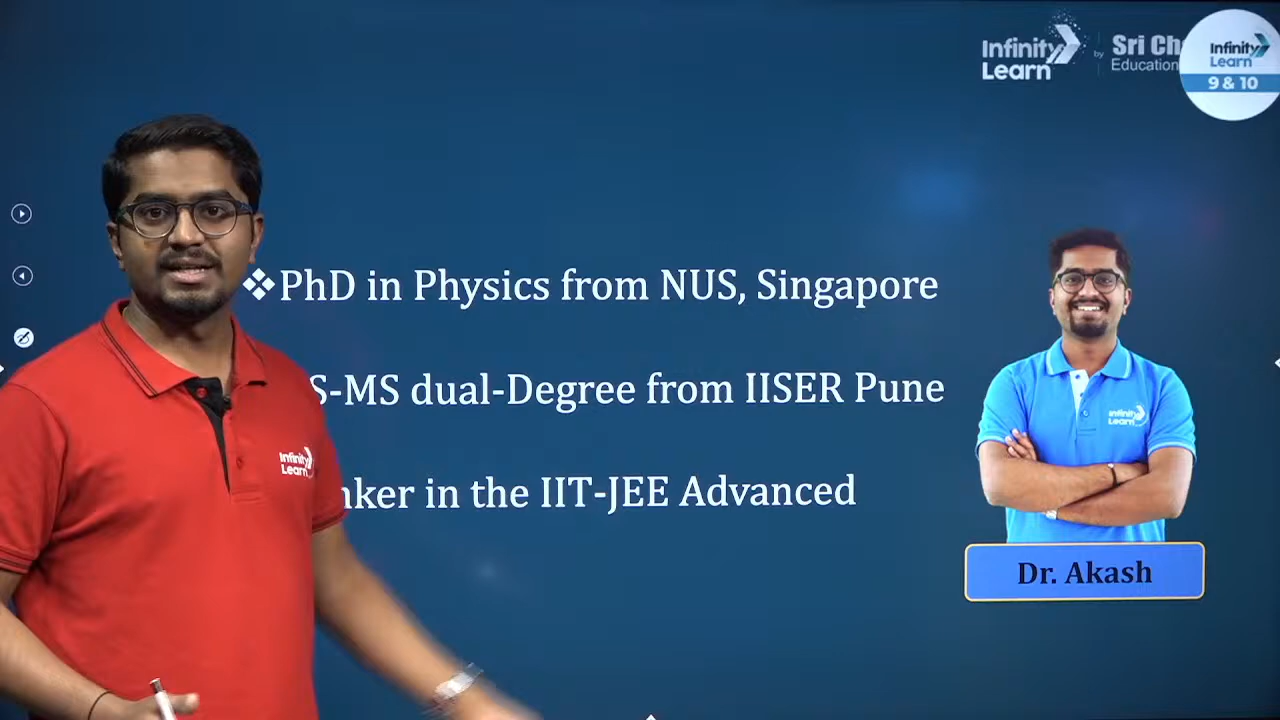 Infinity
Learn
by
Sri
Education
Infinity
Learn
9 & 10
PhD in Physics from NUS, Singapore
S-MS dual-Degree from IISER Pune
nker in the IIT-JEE Advanced
Infinity
Learn
Infinity
Learn
Dr. Akash